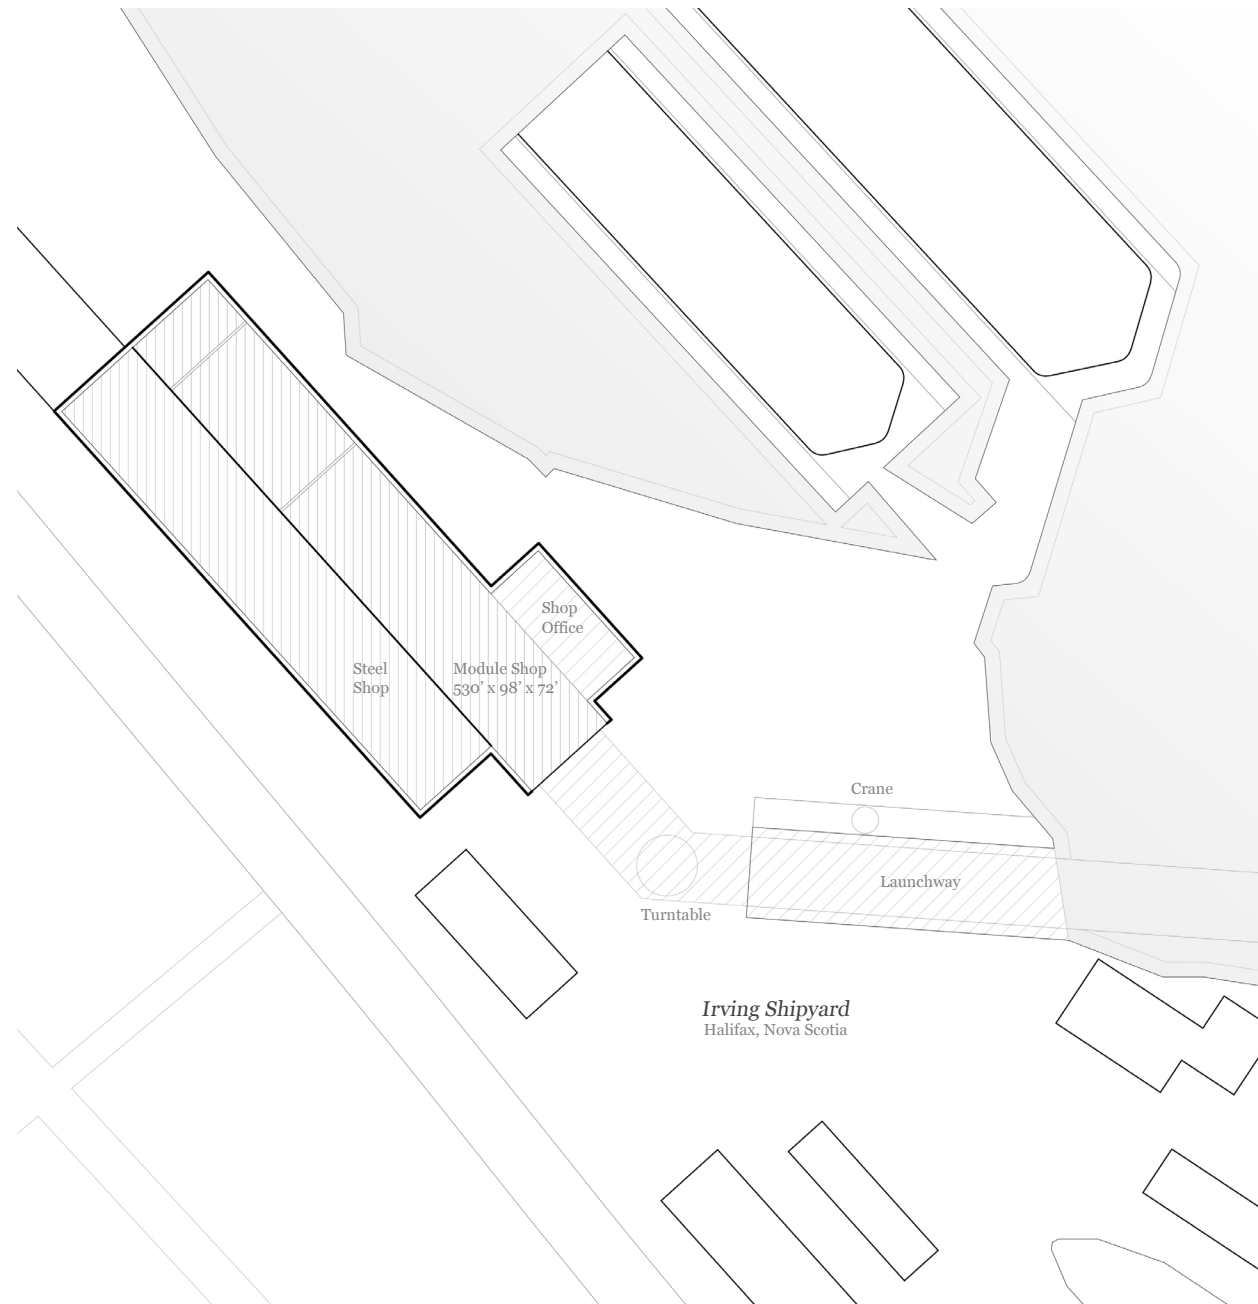 Shop
Office
Steel
Shop
Module Shop
530’ x 98’ x 72’
Crane
Launchway
Turntable
Irving Shipyard
Halifax, Nova Scotia